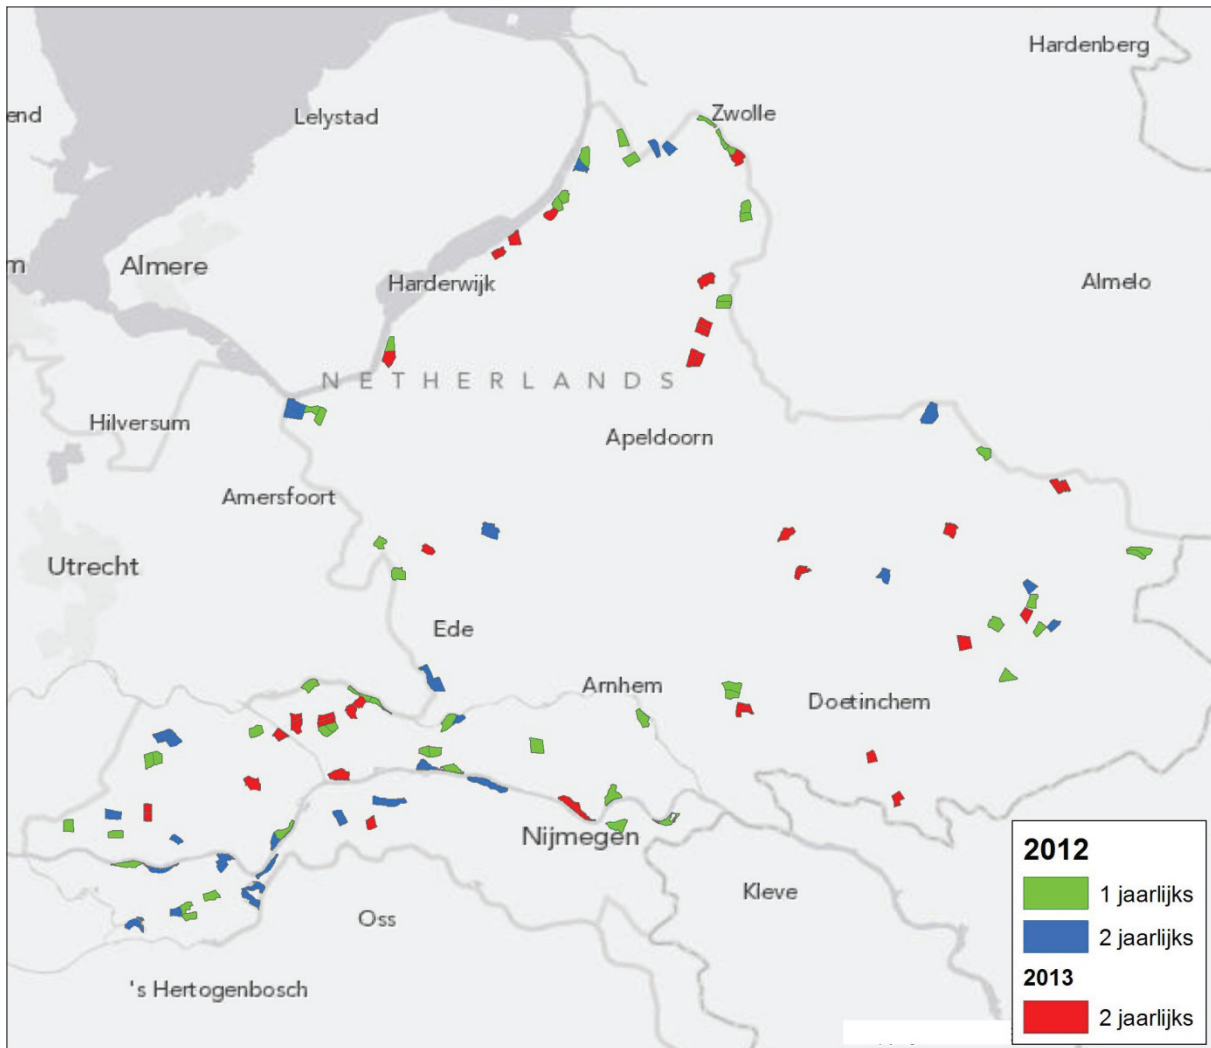 Hardenberg
end
Lelystad
Zwolle
m
Almere
Harderwijk
Almelo
NETHERLANDS
Hilversum
Apeldoorn
Amersfoort
Utrecht
Ede
Arnhem
Doetinchem
Nijmegen
Kleve
Oss
's Hertogenbosch
2012
1 jaarlijks
2 jaarlijks
2013
2 jaarlijks